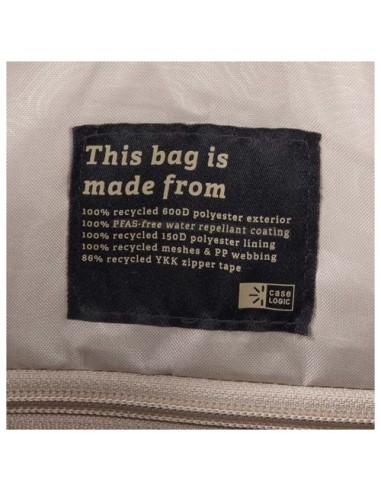 This bag is
made from
100% recycled 600D polyester exterior
100% PFAS-free water repellant coating
100% recycled 150D polyester lining
100% recycled meshes & PP webbing
86% recycled YKK zipper tape
case
LOGIC